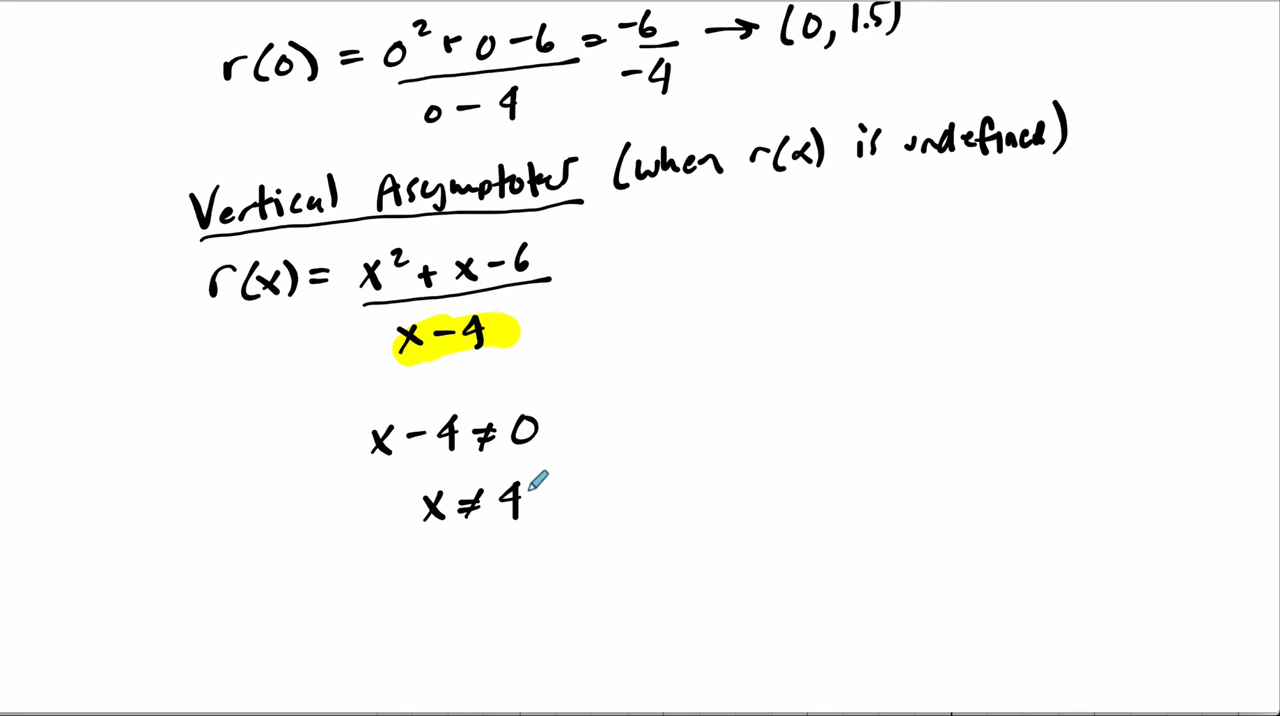 r(0) = (0² + 0 - 6)/(0 - 4) = -6/-4 → (0, 1.5)
Vertical Asymptotes (when r(x) is undefined)
r(x) = (x² + x - 6)/(x - 4)
x - 4 ≠ 0
x ≠ 4